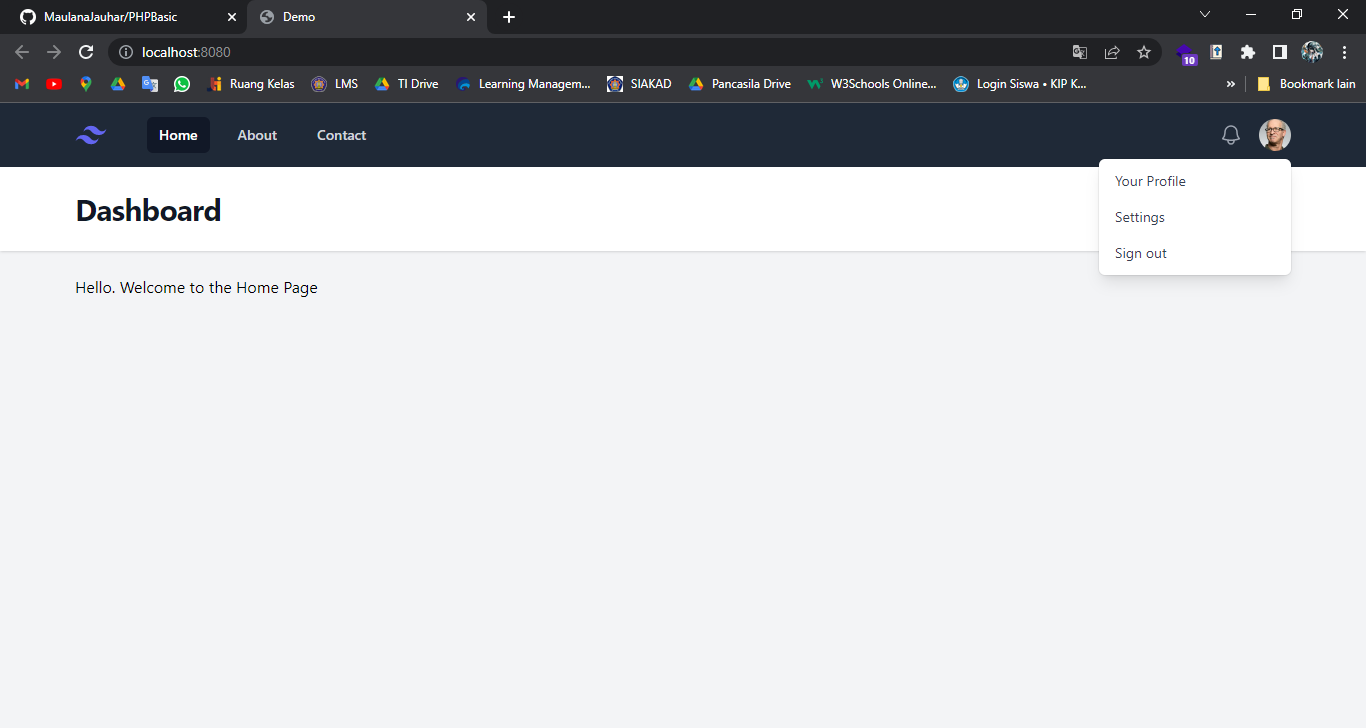 MaulanaJauhar/PHPBasic Demo
localhost:8080 10
Ruang Kelas LMS TI Drive Learning Managem... SIAKAD Pancasila Drive W3Schools Online... Login Siswa • KIP K... » Bookmark lain
Home About Contact
Your Profile
Dashboard
Settings
Sign out
Hello. Welcome to the Home Page